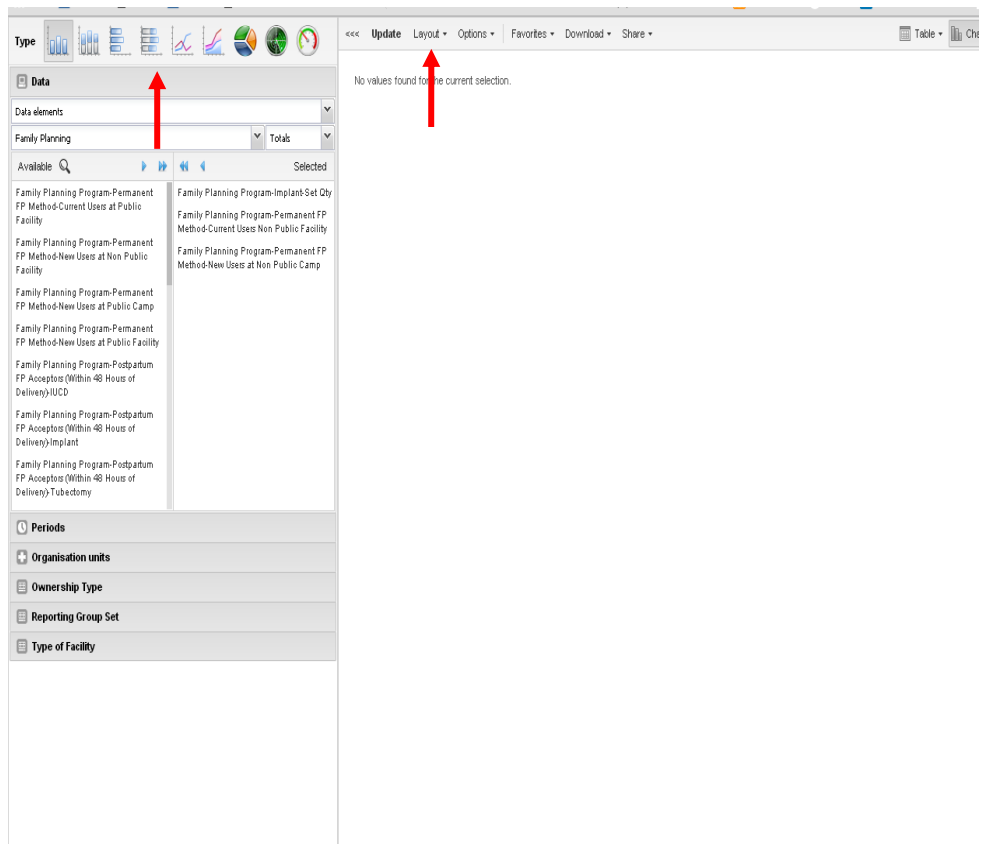 Type
<<< Update Layout Options Favorites Download Share Table
Data
No values found for the current selection.
Data elements
Family Planning Totals
Available Selected
Family Planning Program-Permanent
FP Method-Current Users at Public
Facility
Family Planning Program-Permanent
FP Method-New Users at Non Public
Facility
Family Planning Program-Permanent
FP Method-New Users at Public Camp
Family Planning Program-Permanent
FP Method-New Users at Public Facility
Family Planning Program-Postpartum
FP Acceptors (Within 48 Hours of
Delivery)-IUCD
Family Planning Program-Postpartum
FP Acceptors (Within 48 Hours of
Delivery)-Implant
Family Planning Program-Postpartum
FP Acceptors (Within 48 Hours of
Delivery)-Tubectomy
Family Planning Program-Implant-Set Qty
Family Planning Program-Permanent FP
Method-Current Users Non Public Facility
Family Planning Program-Permanent FP
Method-New Users at Non Public Camp
Periods
Organisation units
Ownership Type
Reporting Group Set
Type of Facility